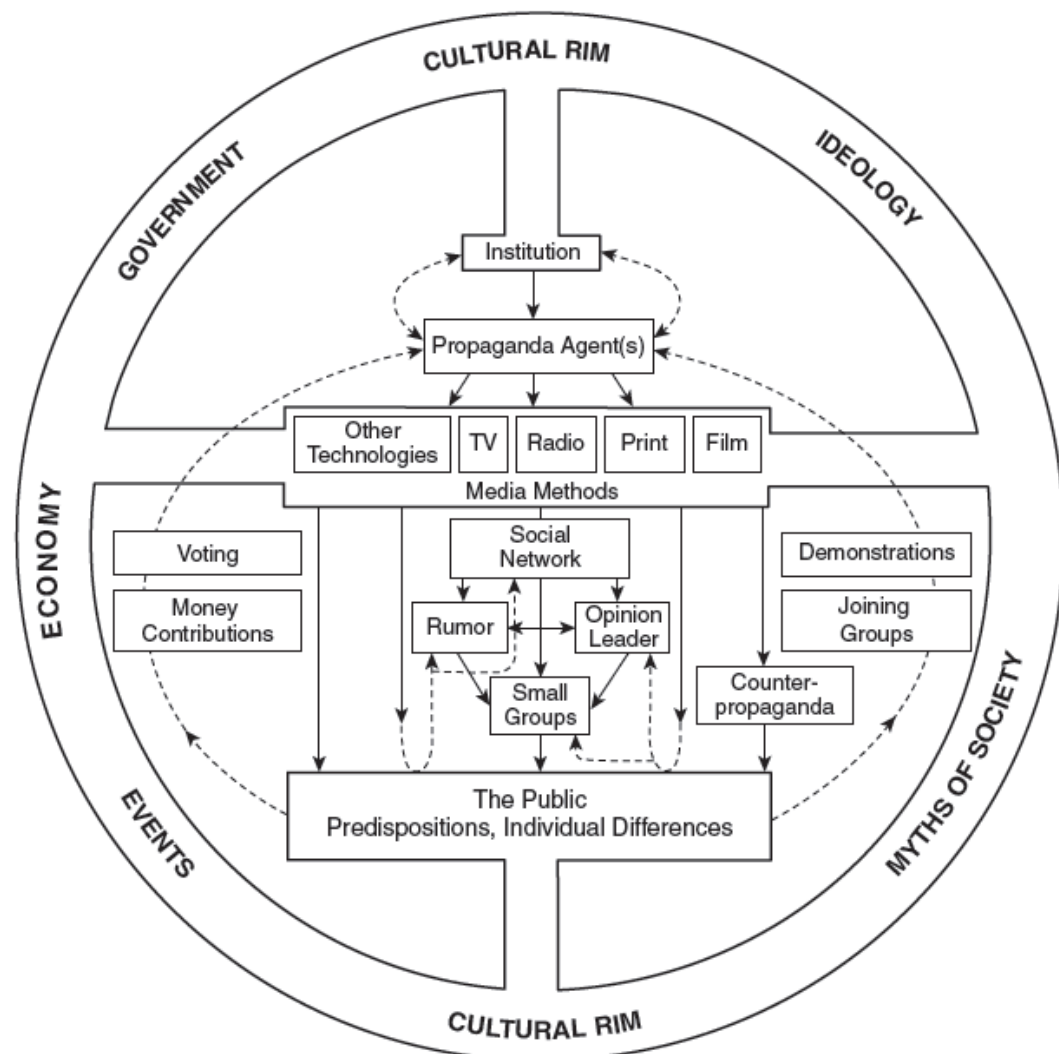 CULTURAL RIM
GOVERNMENT
IDEOLOGY
Institution
Propaganda Agent(s)
Other
Technologies
TV
Radio
Print
Film
Media Methods
ECONOMY
Voting
Money
Contributions
Social
Network
Rumor
Opinion
Leader
Small
Groups
Demonstrations
Joining
Groups
Counter-
propaganda
The Public
Predispositions, Individual Differences
EVENTS
MYTHS OF SOCIETY
CULTURAL RIM